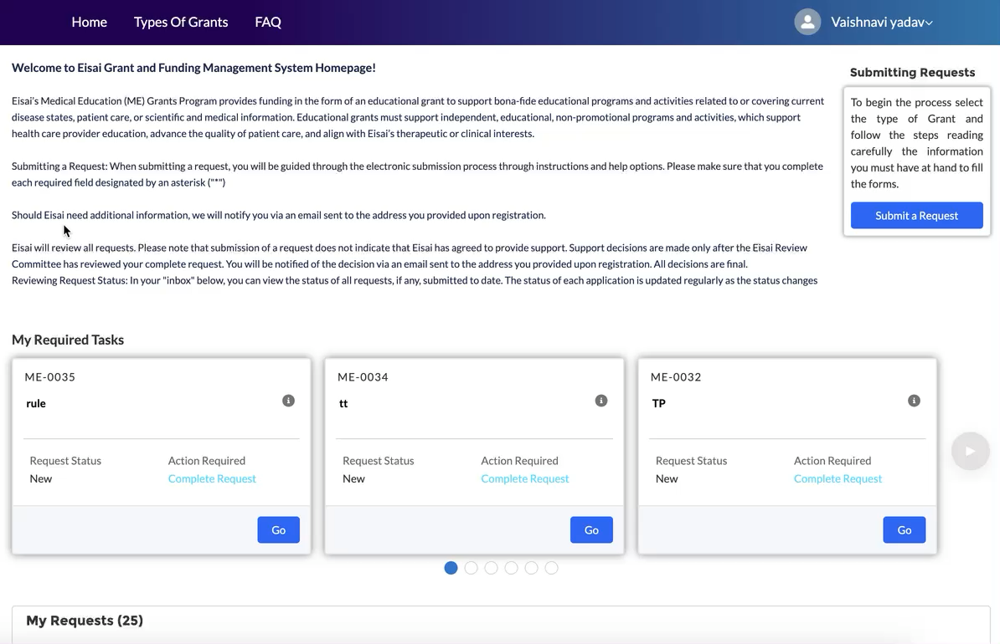 Home Types Of Grants FAQ Vaishnavi yadav
Welcome to Eisai Grant and Funding Management System Homepage!
Eisai's Medical Education (ME) Grants Program provides funding in the form of an educational grant to support bona-fide educational programs and activities related to or covering current
disease states, patient care, or scientific and medical information. Educational grants must support independent, educational, non-promotional programs and activities, which support
health care provider education, advance the quality of patient care, and align with Eisai's therapeutic or clinical interests.
Submitting a Request: When submitting a request, you will be guided through the electronic submission process through instructions and help options. Please make sure that you complete
each required field designated by an asterisk ("*")
Should Eisai need additional information, we will notify you via an email sent to the address you provided upon registration.
Eisai will review all requests. Please note that submission of a request does not indicate that Eisai has agreed to provide support. Support decisions are made only after the Eisai Review
Committee has reviewed your complete request. You will be notified of the decision via an email sent to the address you provided upon registration. All decisions are final.
Reviewing Request Status: In your "inbox" below, you can view the status of all requests, if any, submitted to date. The status of each application is updated regularly as the status changes
Submitting Requests
To begin the process select
the type of Grant and
follow the steps reading
carefully the information
you must have at hand to fill
the forms.
Submit a Request
My Required Tasks
ME-0035
rule
Request Status Action Required
New Complete Request
Go
ME-0034
tt
Request Status Action Required
New Complete Request
Go
ME-0032
TP
Request Status Action Required
New Complete Request
Go
My Requests (25)